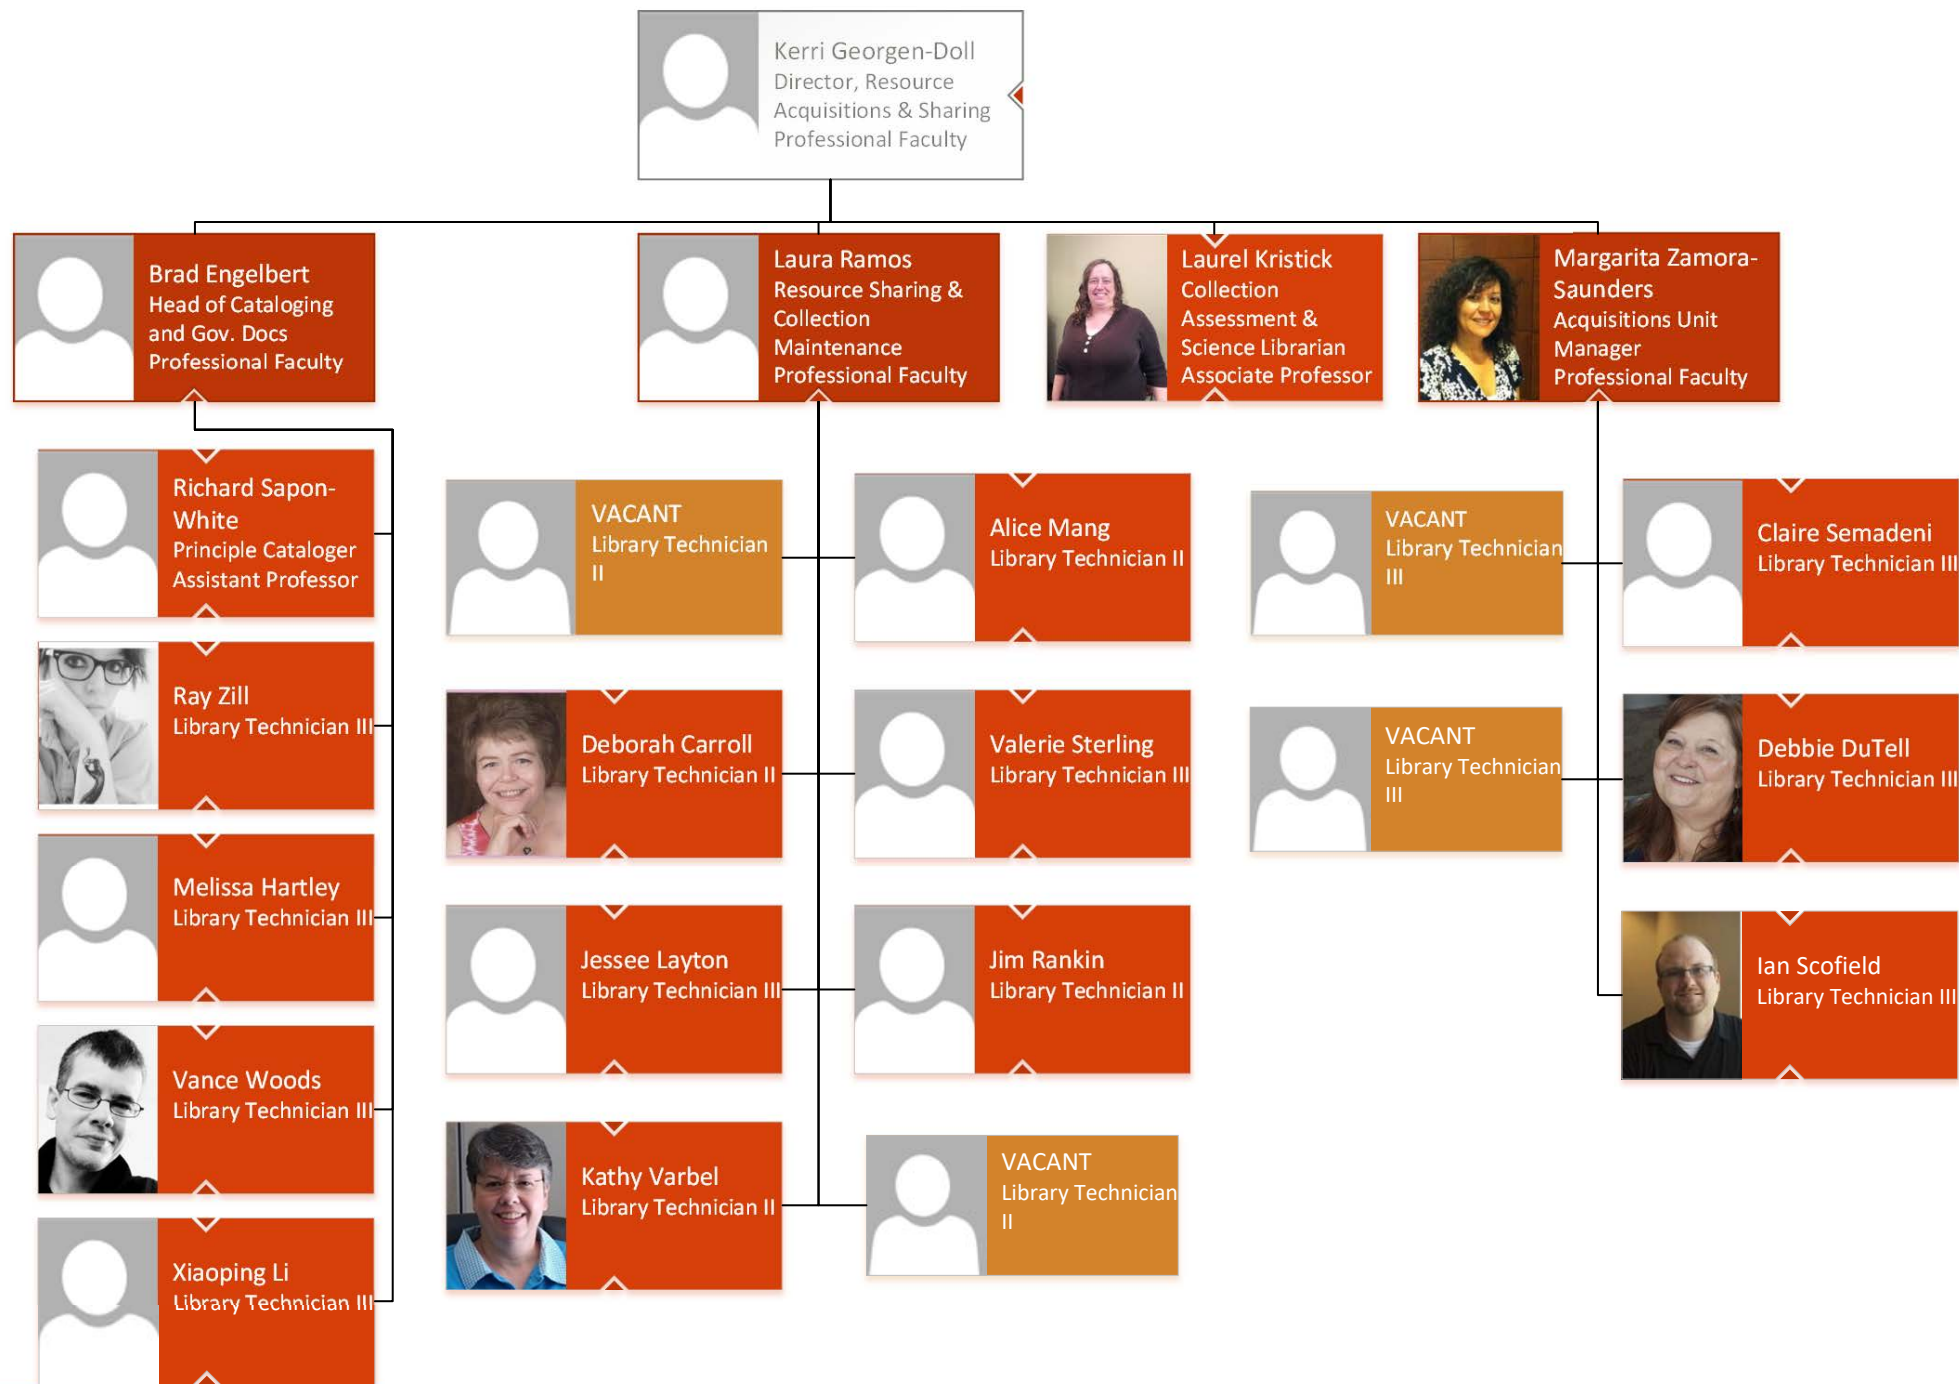 Kerri Georgen-Doll
Director, Resource
Acquisitions & Sharing
Professional Faculty
Brad Engelbert
Head of Cataloging
and Gov. Docs
Professional Faculty
Laura Ramos
Resource Sharing &
Collection
Maintenance
Professional Faculty
Laurel Kristick
Collection
Assessment &
Science Librarian
Associate Professor
Margarita Zamora-
Saunders
Acquisitions Unit
Manager
Professional Faculty
Richard Sapon-
White
Principle Cataloger
Assistant Professor
Ray Zill
Library Technician III
Melissa Hartley
Library Technician III
Vance Woods
Library Technician III
Xiaoping Li
Library Technician III
VACANT
Library Technician
II
Alice Mang
Library Technician II
Deborah Carroll
Library Technician II
Valerie Sterling
Library Technician III
Jessee Layton
Library Technician III
Jim Rankin
Library Technician II
Kathy Varbel
Library Technician II
VACANT
Library Technician
II
VACANT
Library Technician
III
Claire Semadeni
Library Technician III
VACANT
Library Technician
III
Debbie DuTell
Library Technician III
Ian Scofield
Library Technician III